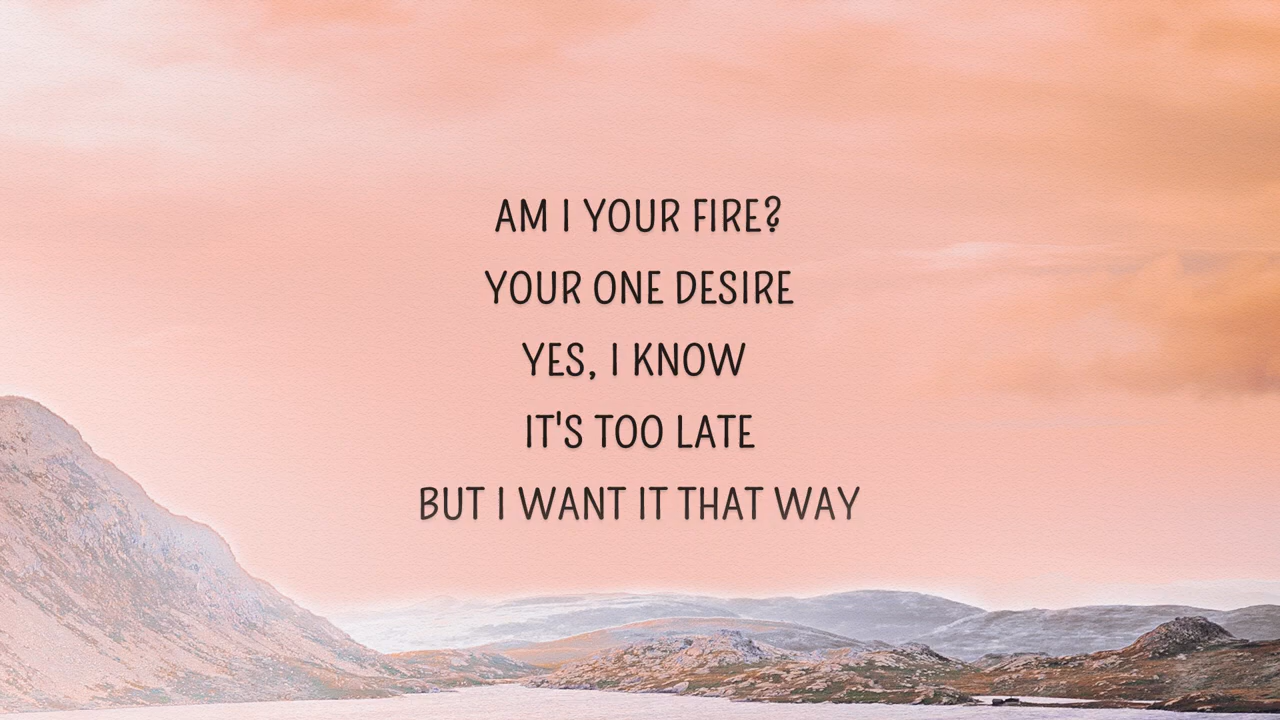 AM I YOUR FIRE?
YOUR ONE DESIRE
YES, I KNOW
IT'S TOO LATE
BUT I WANT IT THAT WAY